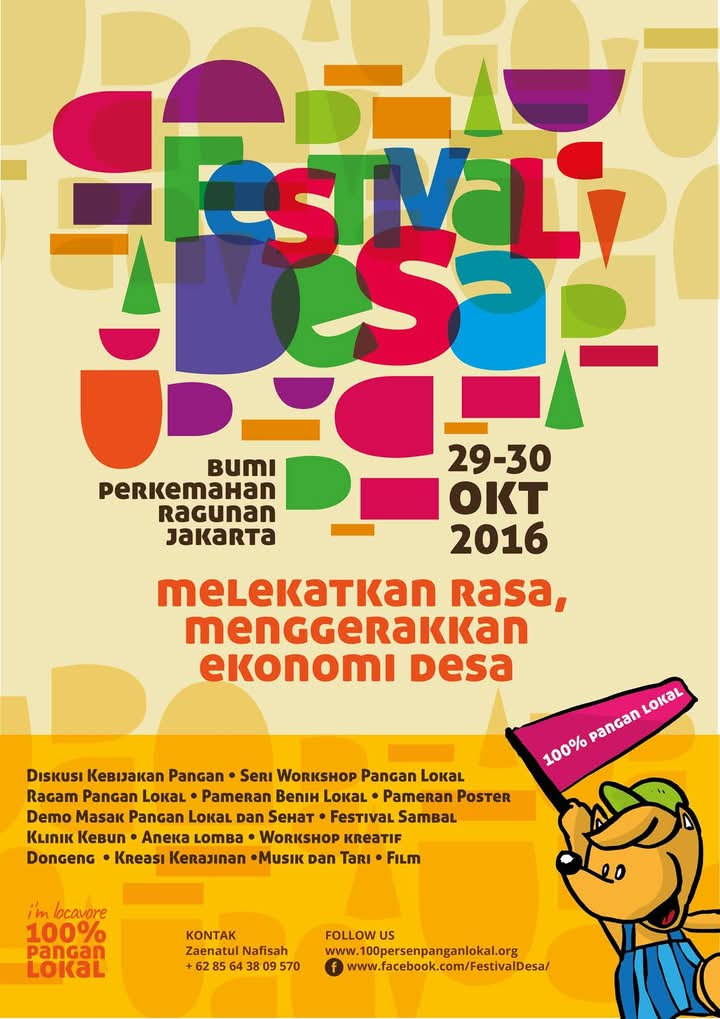 Festival
Desa
BUMI
PERKEMAHAN
RAGUNAN
JAKARTA
29-30
OKT
2016
MELEKATKAN RASA,
MENGGERAKKAN
EKONOMI DESA
100% PANGAN LOKAL
Diskusi Kebijakan Pangan • Seri Workshop Pangan Lokal
Ragam Pangan Lokal • Pameran Benih Lokal • Pameran Poster
Demo Masak Pangan Lokal dan Sehat • Festival Sambal
Klinik Kebun • Aneka lomba • Workshop kreatif
Dongeng • Kreasi Kerajinan •Musik dan Tari • Film
i'm locavore
100%
PANGAN
LOKAL
KONTAK
Zaenatul Nafisah
+ 62 85 64 38 09 570
FOLLOW US
www.100persenpanganlokal.org
f www.facebook.com/FestivalDesa/